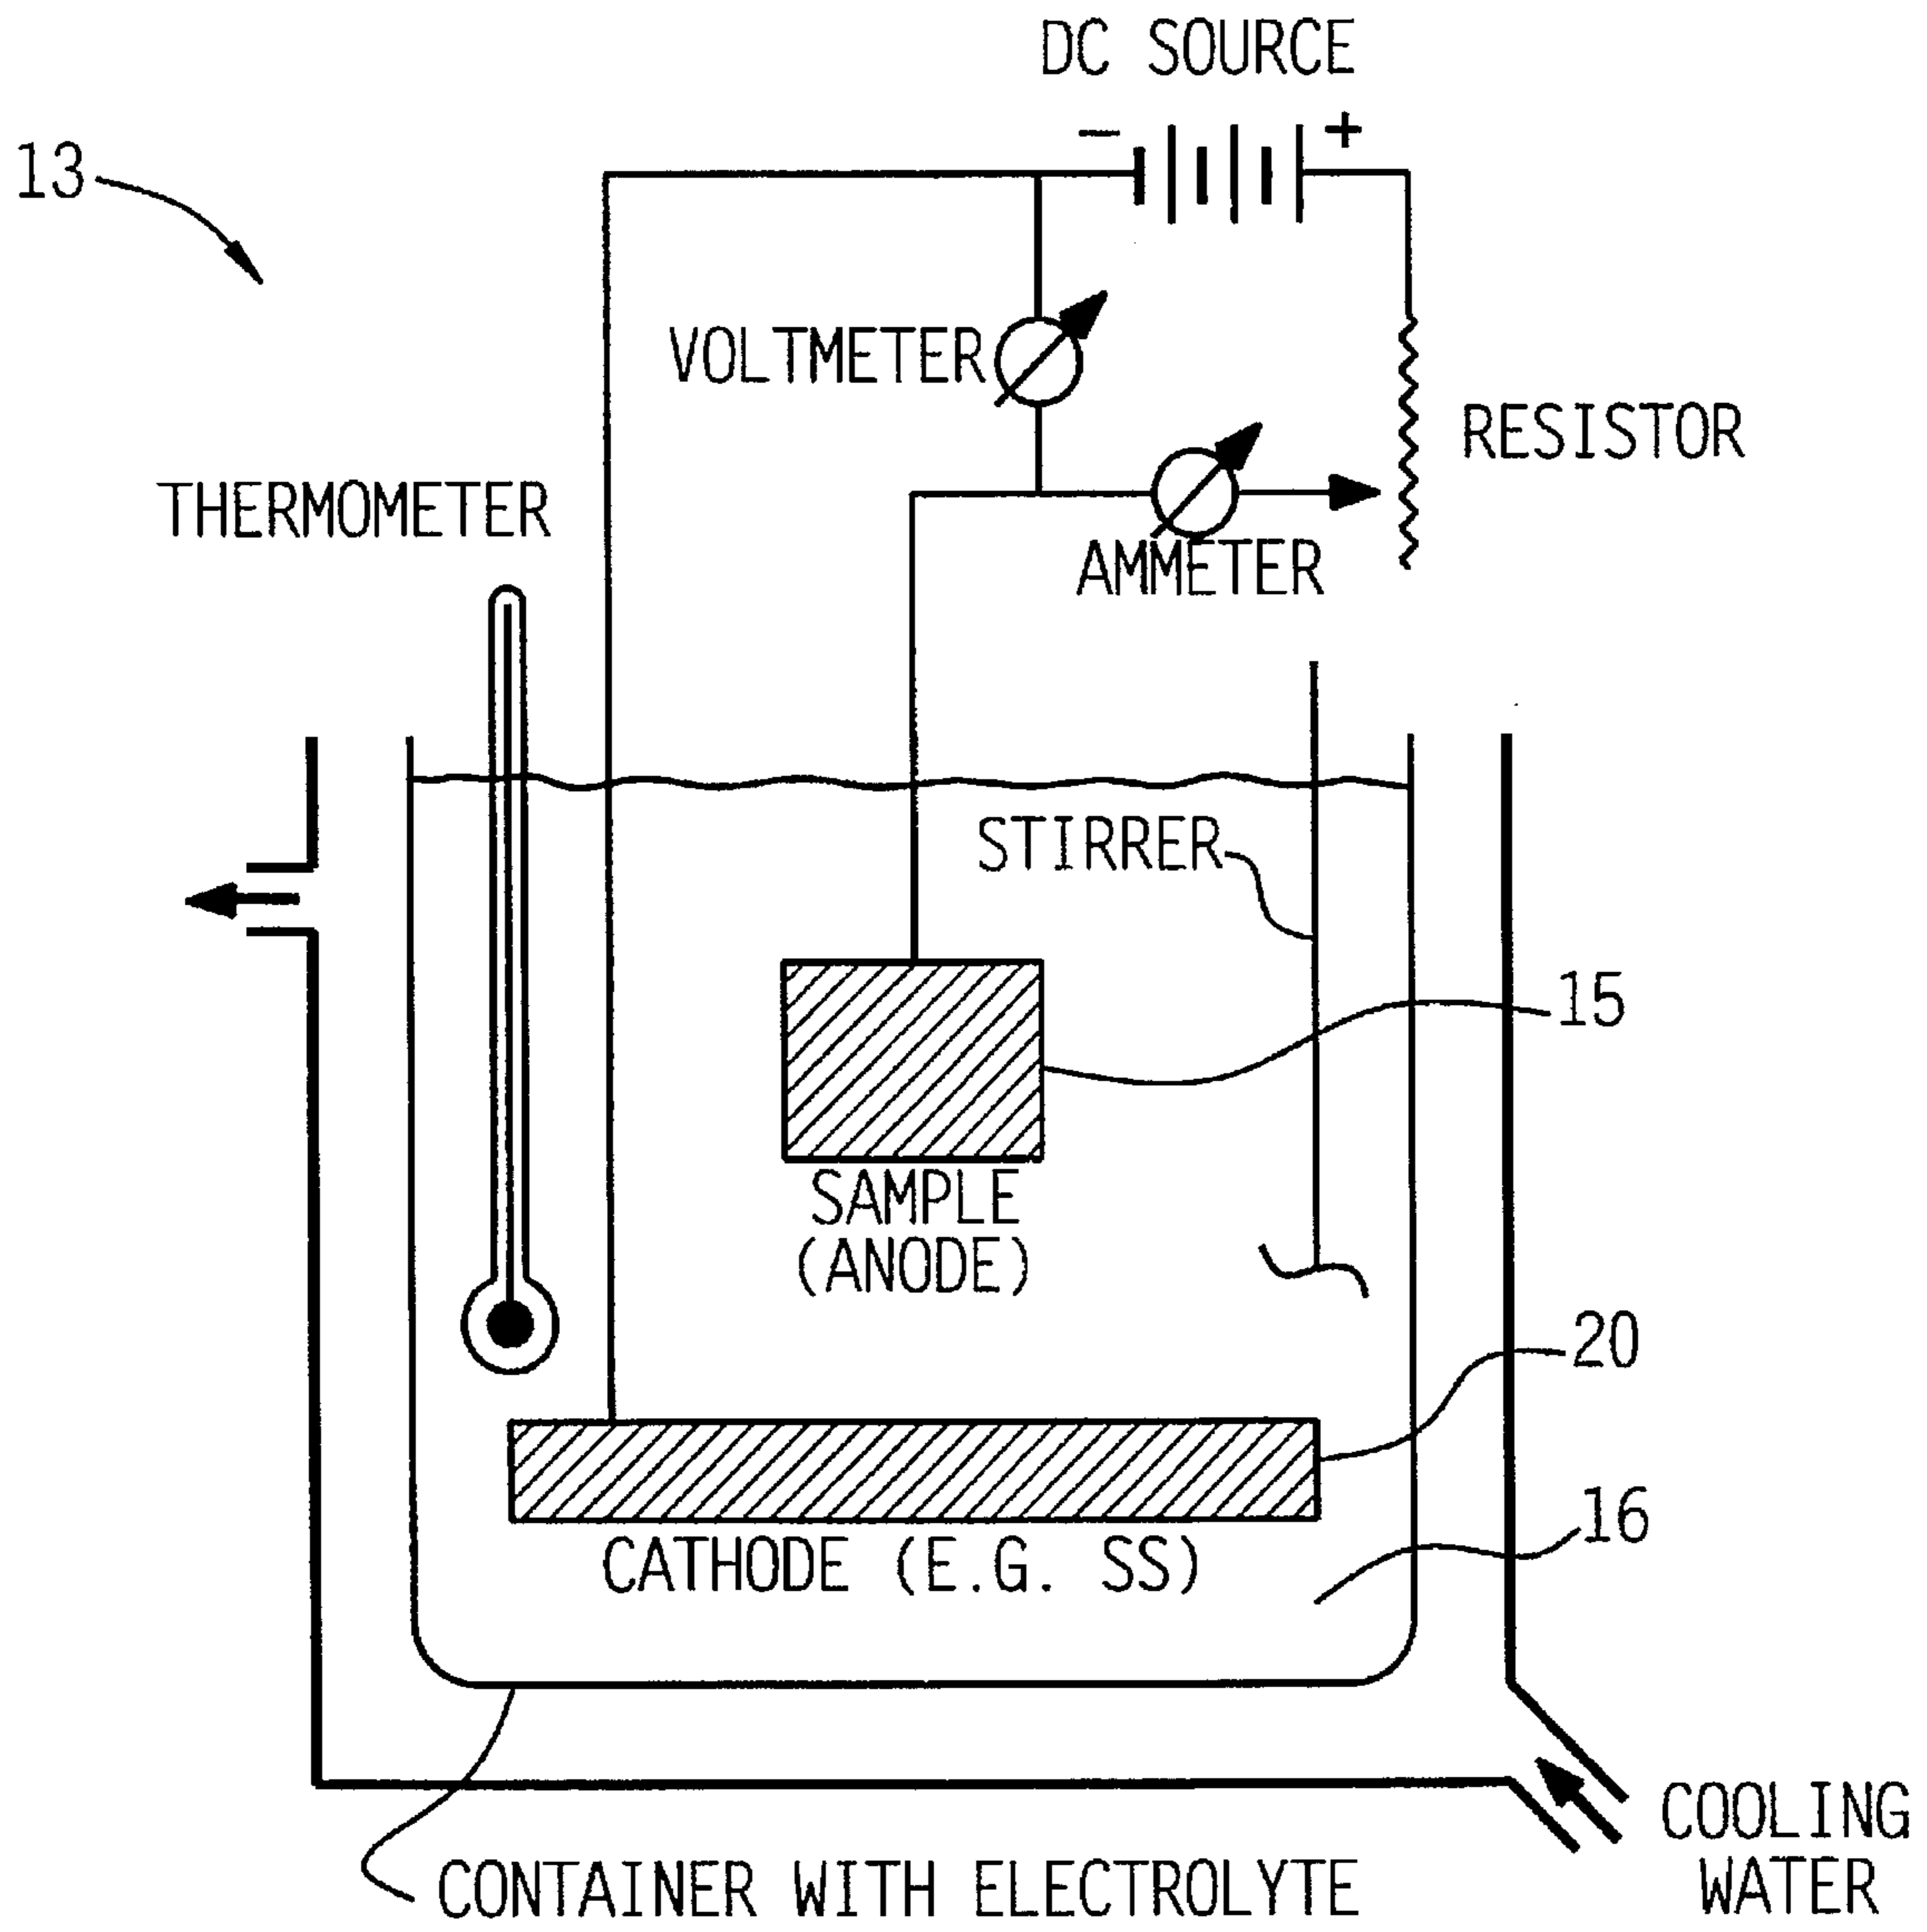 DC SOURCE
− +
13
VOLTMETER
RESISTOR
THERMOMETER
AMMETER
STIRRER
15
SAMPLE
(ANODE)
20
CATHODE (E.G. SS)
16
COOLING
WATER
CONTAINER WITH ELECTROLYTE